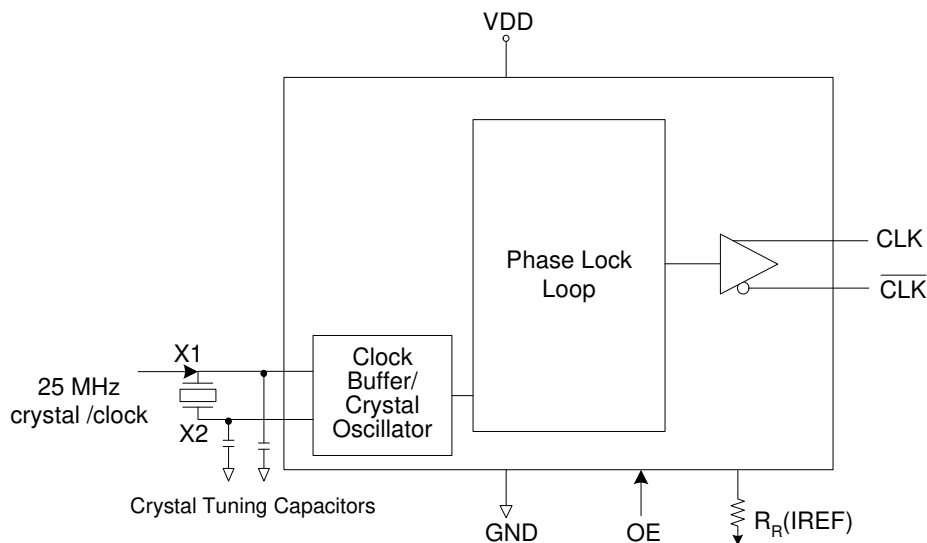 VDD
Phase Lock
Loop
CLK
CLK
X1
25 MHz
crystal /clock
X2
Clock
Buffer/
Crystal
Oscillator
Crystal Tuning Capacitors
GND
OE
RR(IREF)